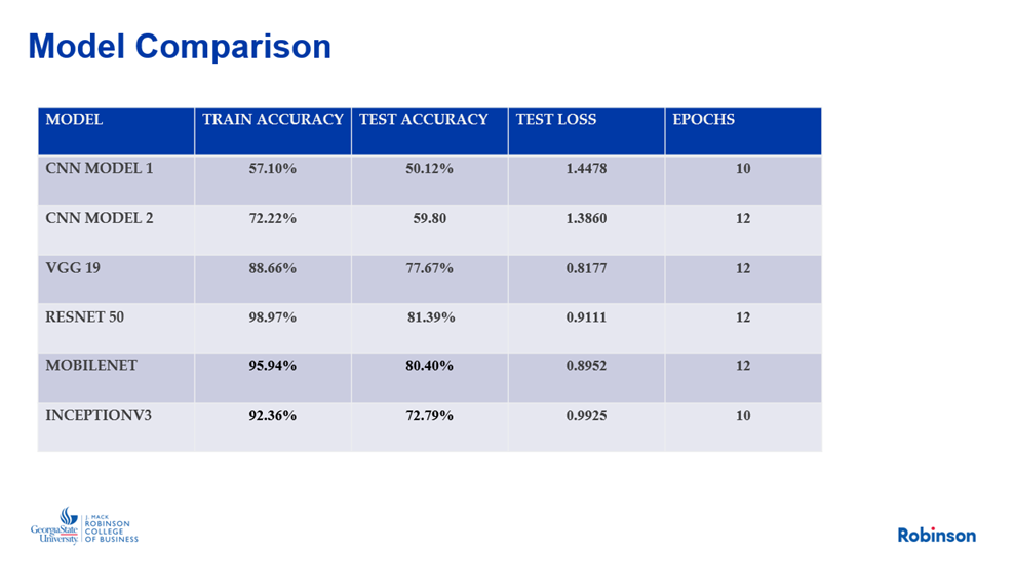 Model Comparison
MODEL TRAIN ACCURACY TEST ACCURACY TEST LOSS EPOCHS
CNN MODEL 1 57.10% 50.12% 1.4478 10
CNN MODEL 2 72.22% 59.80 1.3860 12
VGG 19 88.66% 77.67% 0.8177 12
RESNET 50 98.97% 81.39% 0.9111 12
MOBILENET 95.94% 80.40% 0.8952 12
INCEPTIONV3 92.36% 72.79% 0.9925 10
GeorgiaState
University
J. MACK
ROBINSON
COLLEGE
OF BUSINESS
Robinson